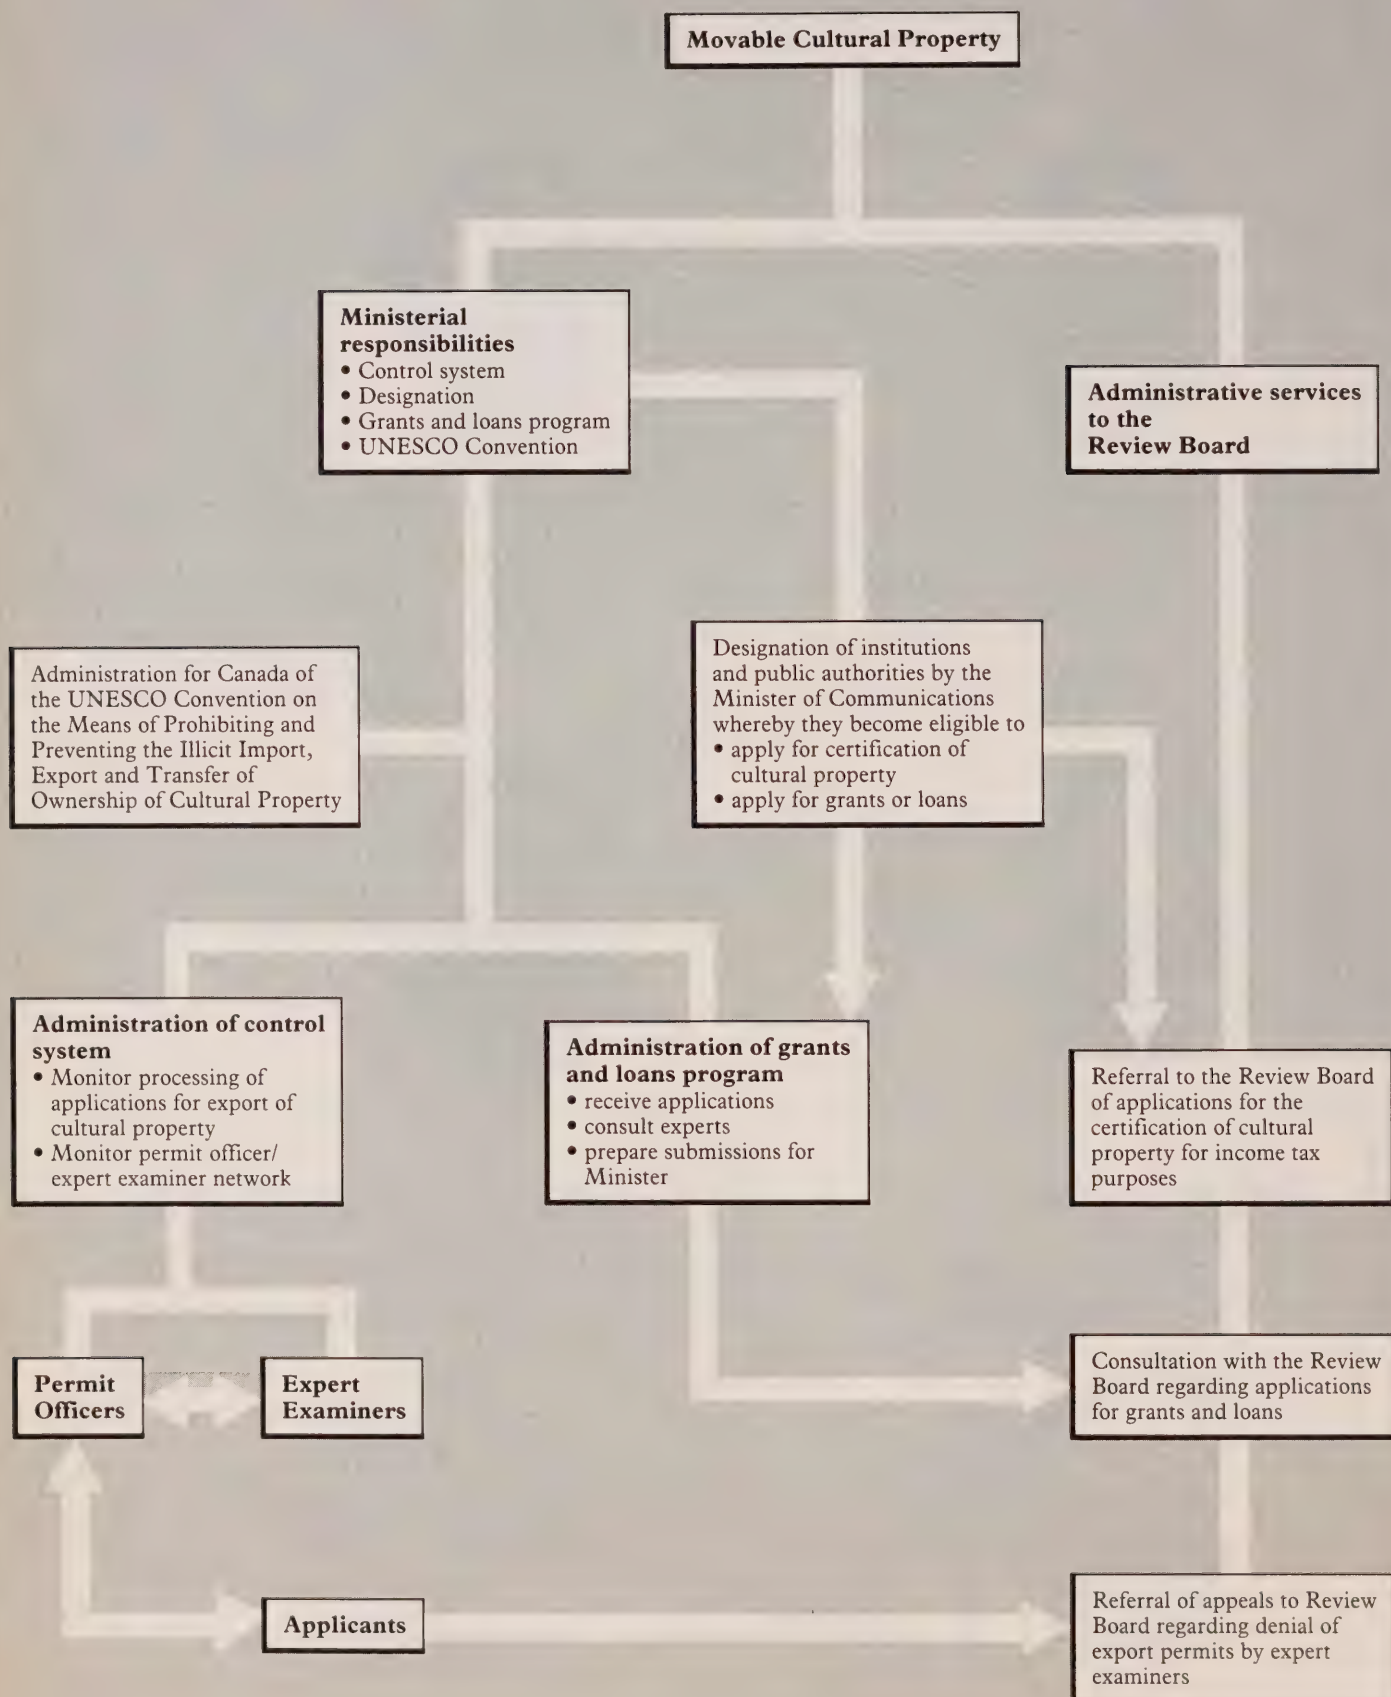 Movable Cultural Property
Ministerial
responsibilities
• Control system
• Designation
• Grants and loans program
• UNESCO Convention
Administrative services
to the
Review Board
Administration for Canada of
the UNESCO Convention on
the Means of Prohibiting and
Preventing the Illicit Import,
Export and Transfer of
Ownership of Cultural Property
Designation of institutions
and public authorities by the
Minister of Communications
whereby they become eligible to
• apply for certification of
cultural property
• apply for grants or loans
Administration of control
system
• Monitor processing of
applications for export of
cultural property
• Monitor permit officer/
expert examiner network
Administration of grants
and loans program
• receive applications
• consult experts
• prepare submissions for
Minister
Referral to the Review Board
of applications for the
certification of cultural
property for income tax
purposes
Permit
Officers
Expert
Examiners
Consultation with the Review
Board regarding applications
for grants and loans
Applicants
Referral of appeals to Review
Board regarding denial of
export permits by expert
examiners